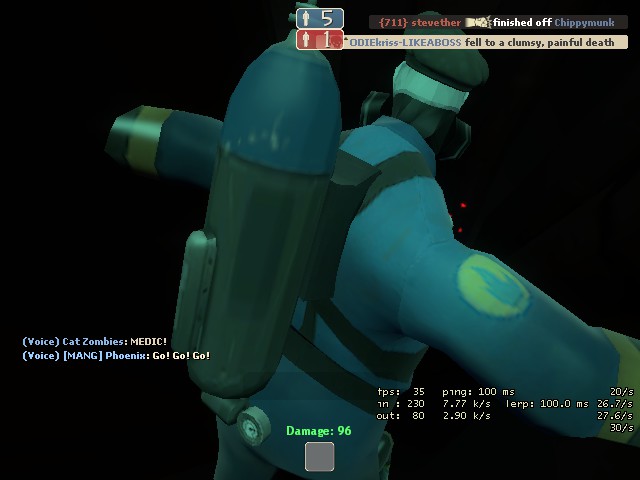 5
{711} stevether finished off Chippymunk
1
ODIEkriss-LIKEABOSS fell to a clumsy, painful death
(Voice) Cat Zombies: MEDIC!
(Voice) [MANG] Phoenix: Go! Go! Go!
fps: 35 ping: 100 ms 20/s
in : 230 7.77 k/s lerp: 100.0 ms 26.7/s
out: 80 2.90 k/s 27.6/s
30/s
Damage: 96